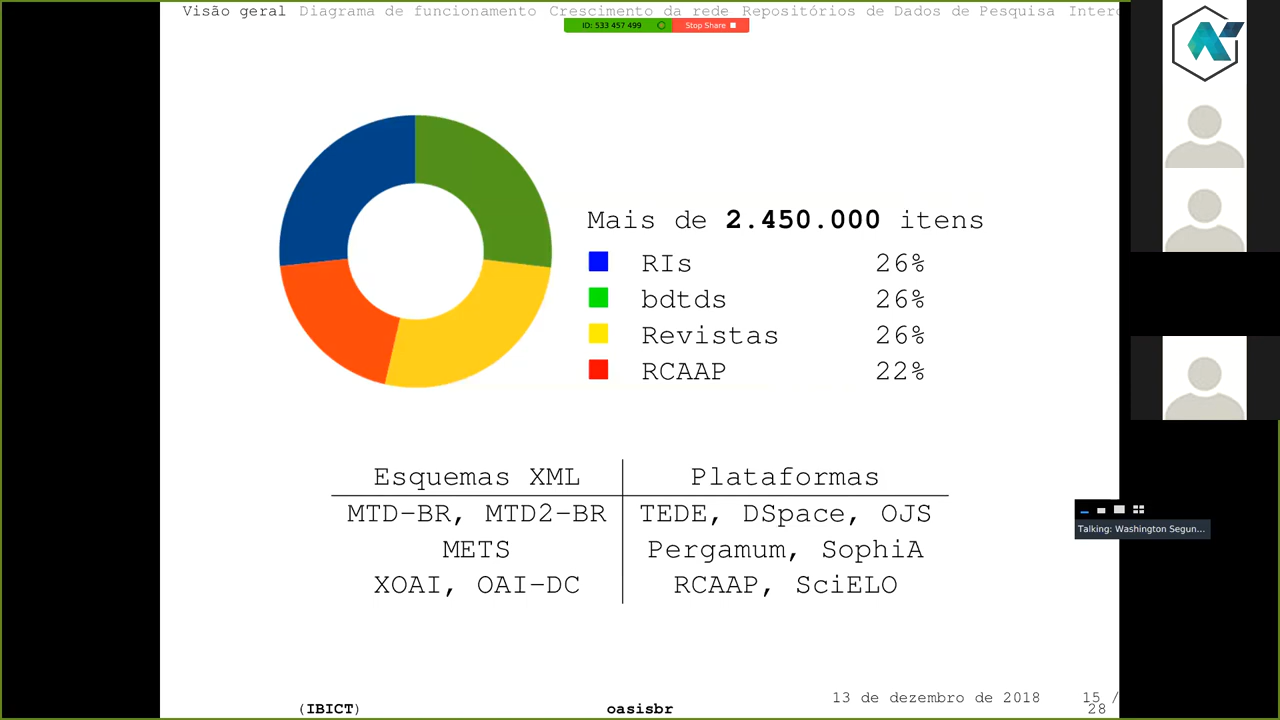 Visão geral Diagrama de funcionamento Crescimento da rede Repositórios de Dados de Pesquisa Inter
ID: 533 457 499 Stop Share
Mais de 2.450.000 itens
RIs 26%
bdtds 26%
Revistas 26%
RCAAP 22%
Esquemas XML Plataformas
MTD-BR, MTD2-BR TEDE, DSpace, OJS
METS Pergamum, SophiA
XOAI, OAI-DC RCAAP, SciELO
Talking: Washington Segun...
13 de dezembro de 2018 15 /
(IBICT) oasisbr 28